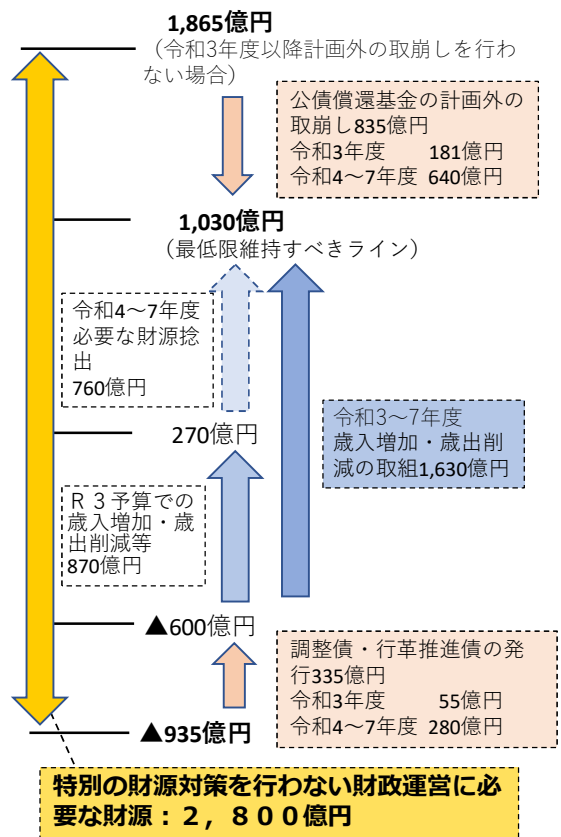 1,865億円
（令和3年度以降計画外の取崩しを行わ
ない場合）
公債償還基金の計画外の
取崩し835億円
令和3年度 181億円
令和4～7年度 640億円
1,030億円
（最低限維持すべきライン）
令和4～7年度
必要な財源捻
出
760億円
270億円
令和3～7年度
歳入増加・歳出削
減の取組1,630億円
Ｒ３予算での
歳入増加・歳
出削減等
870億円
▲600億円
調整債・行革推進債の発
行335億円
令和3年度 55億円
令和4～7年度 280億円
▲935億円
特別の財源対策を行わない財政運営に必
要な財源：２，８００億円